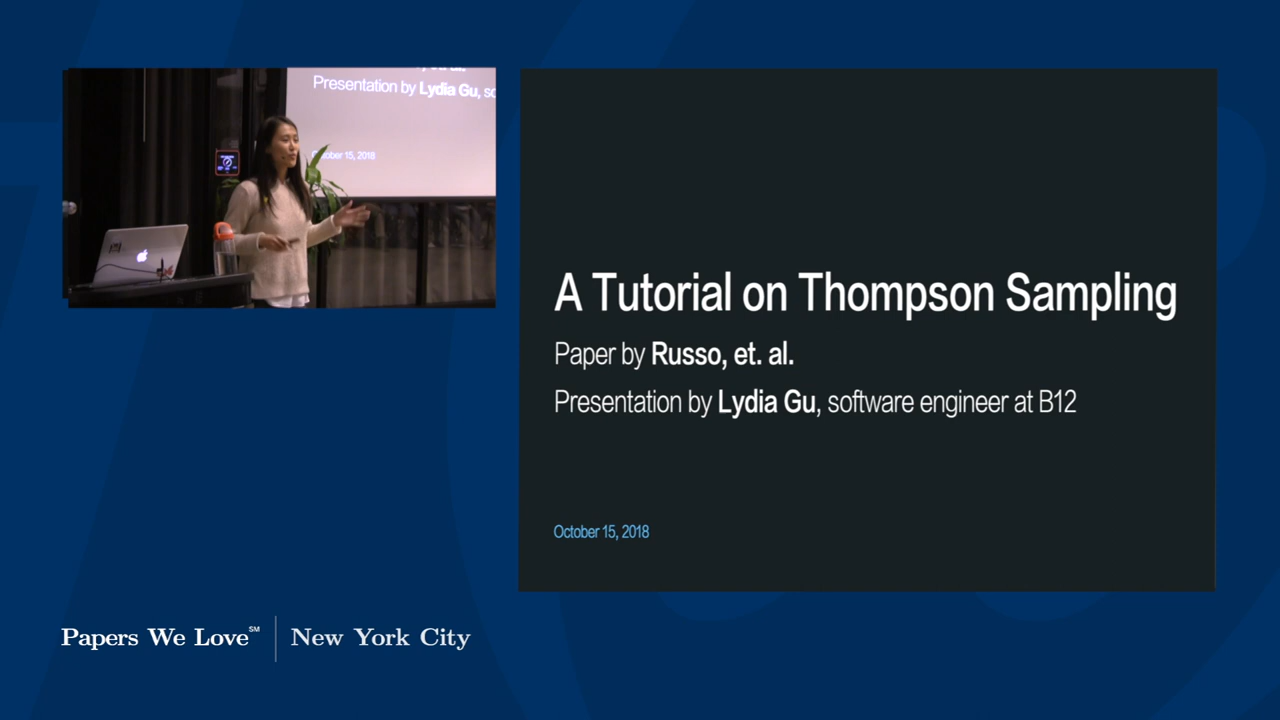 Presentation by Lydia Gu, so
October 15, 2018
A Tutorial on Thompson Sampling
Paper by Russo, et. al.
Presentation by Lydia Gu, software engineer at B12
October 15, 2018
Papers We Love℠ | New York City